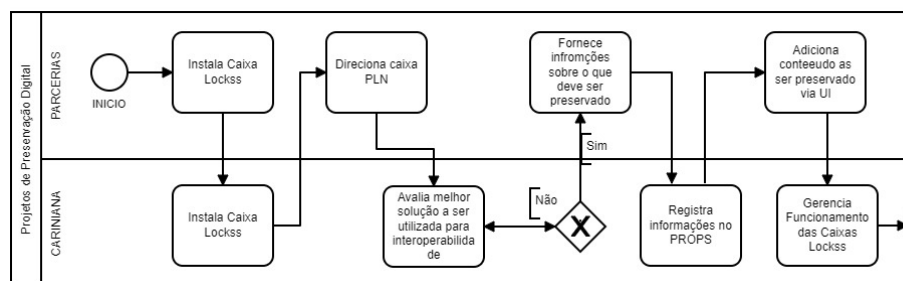 Projetos de Preservação Digital
PARCERIAS
INICIO
Instala Caixa
Lockss
Direciona caixa
PLN
Fornece
infromções
sobre o que
deve ser
preservado
Adiciona
conteeudo as
ser preservado
via UI
Sim
CARINIANA
Instala Caixa
Lockss
Avalia melhor
solução a ser
utilizada para
interoperabilida
de
Não
X
Registra
informações no
PROPS
Gerencia
Funcionamento
das Caixas
Lockss